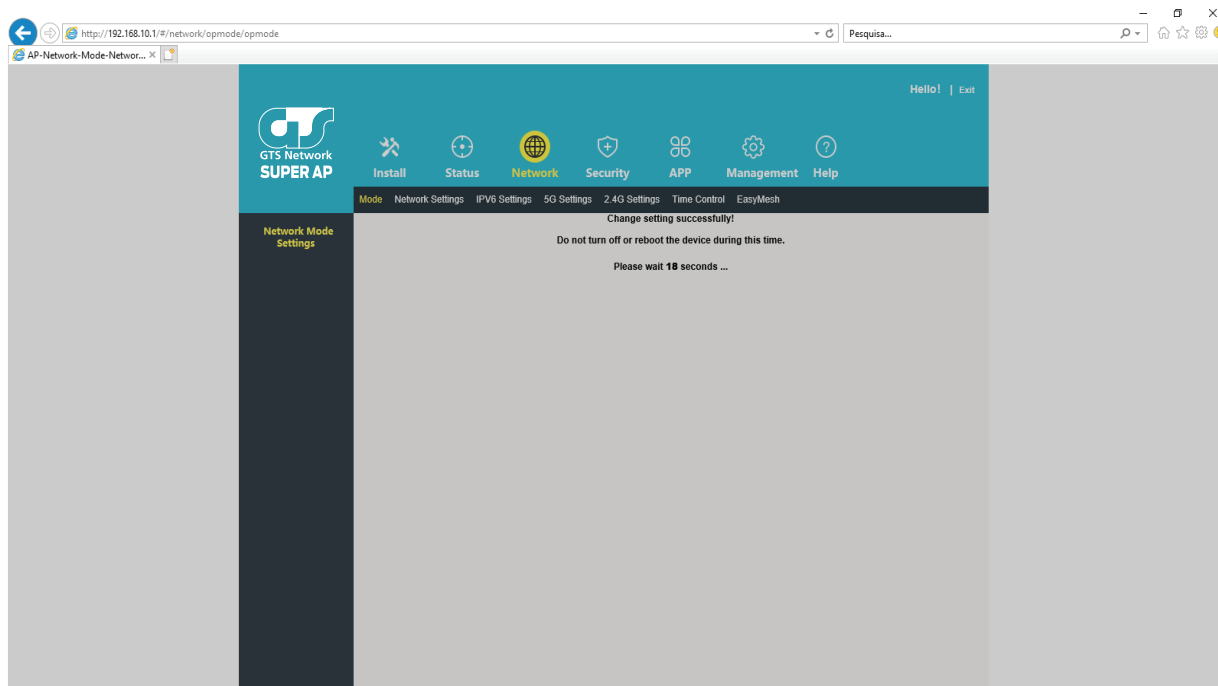 http://192.168.10.1/#/network/opmode/opmode
Pesquisa...
AP-Network-Mode-Networ...
Hello! | Exit
GTS Network
SUPER AP
Install Status Network Security APP Management Help
Mode Network Settings IPV6 Settings 5G Settings 2.4G Settings Time Control EasyMesh
Network Mode
Settings
Change setting successfully!
Do not turn off or reboot the device during this time.
Please wait 18 seconds ...